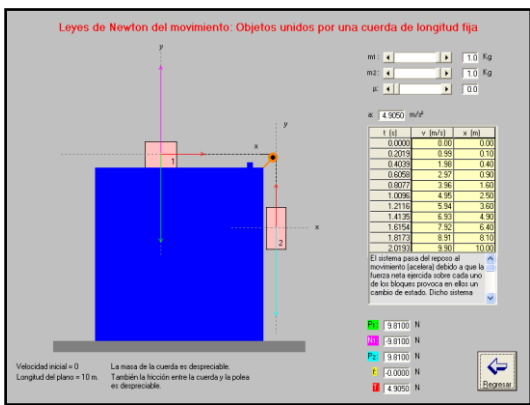 Leyes de Newton del movimiento: Objetos unidos por una cuerda de longitud fija
m1: 1.0 Kg
m2: 1.0 Kg
μ: 0.0
a: 4.9050 m/s²
t (s) v (m/s) x (m)
0.0000 0.00 0.00
0.2019 0.99 0.10
0.4039 1.98 0.40
0.6058 2.97 0.90
0.8077 3.96 1.60
1.0096 4.95 2.50
1.2116 5.94 3.60
1.4135 6.93 4.90
1.6154 7.92 6.40
1.8173 8.91 8.10
2.0193 9.90 10.00
El sistema pasa del reposo al
movimiento (acelera) debido a que la
fuerza neta ejercida sobre cada uno
de los bloques provoca en ellos un
cambio de estado. Dicho sistema
y
x
1
y
x
2
P1: 9.8100 N
N1: -9.8100 N
P2: 9.8100 N
f: -0.0000 N
T: 4.9050 N
Regresar
Velocidad inicial = 0
Longitud del plano = 10 m.
La masa de la cuerda es despreciable.
También la fricción entre la cuerda y la polea
es despreciable.